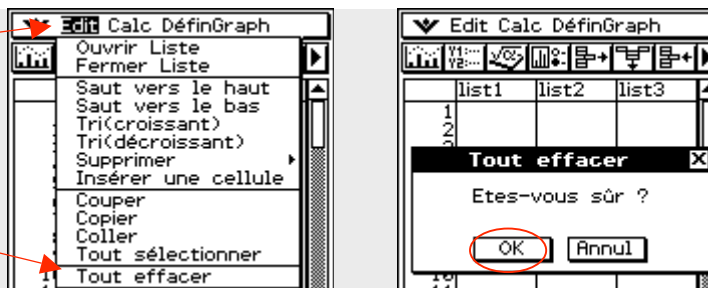 Edit Calc DéfinGraph
Ouvrir Liste
Fermer Liste
Saut vers le haut
Saut vers le bas
Tri(croissant)
Tri(décroissant)
Supprimer
Insérer une cellule
Couper
Copier
Coller
Tout sélectionner
Tout effacer
Edit Calc DéfinGraph
list1 list2 list3
1
2
Tout effacer
Etes-vous sûr ?
OK Annul